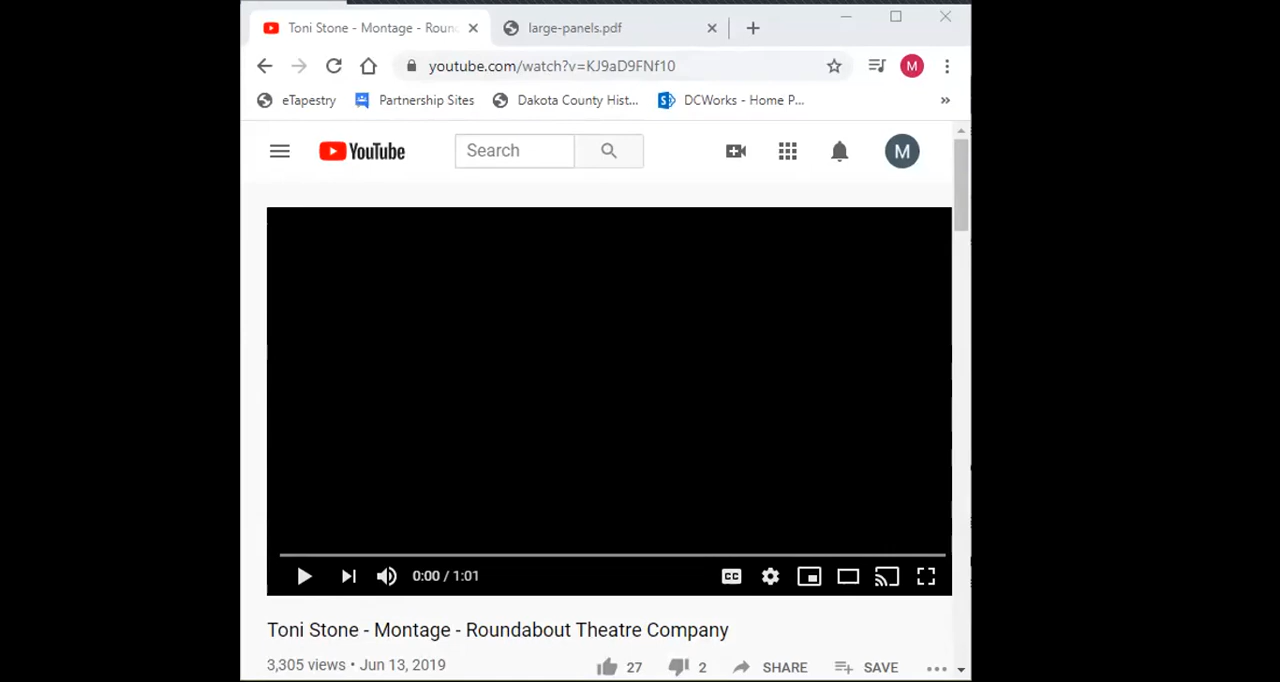 Toni Stone - Montage - Roun
large-panels.pdf
youtube.com/watch?v=KJ9aD9FNf10
M
eTapestry
Partnership Sites
Dakota County Hist...
DCWorks - Home P...
YouTube
Search
M
0:00 / 1:01
CC
Toni Stone - Montage - Roundabout Theatre Company
3,305 views • Jun 13, 2019
27
2
SHARE
SAVE